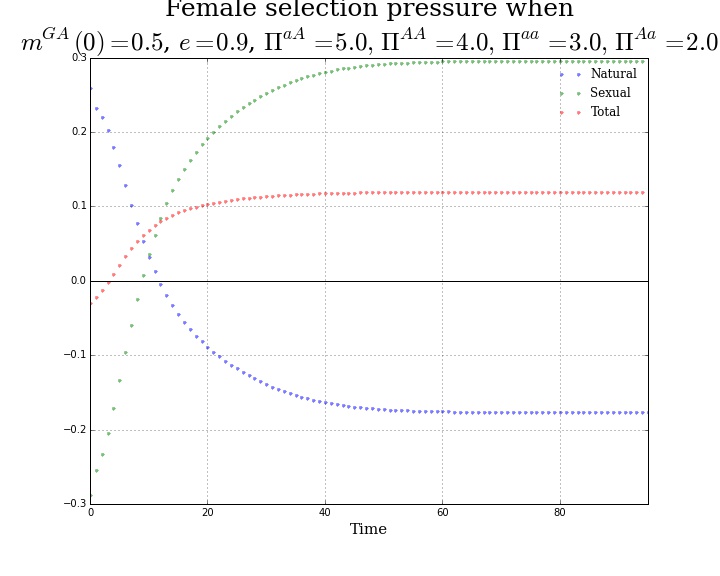 Female selection pressure when
m^{GA}(0)=0.5, e=0.9, Π^{aA}=5.0, Π^{AA}=4.0, Π^{aa}=3.0, Π^{Aa}=2.0
0.3
0.2
0.1
0.0
−0.1
−0.2
−0.3
Natural
Sexual
Total
0 20 40 60 80
Time